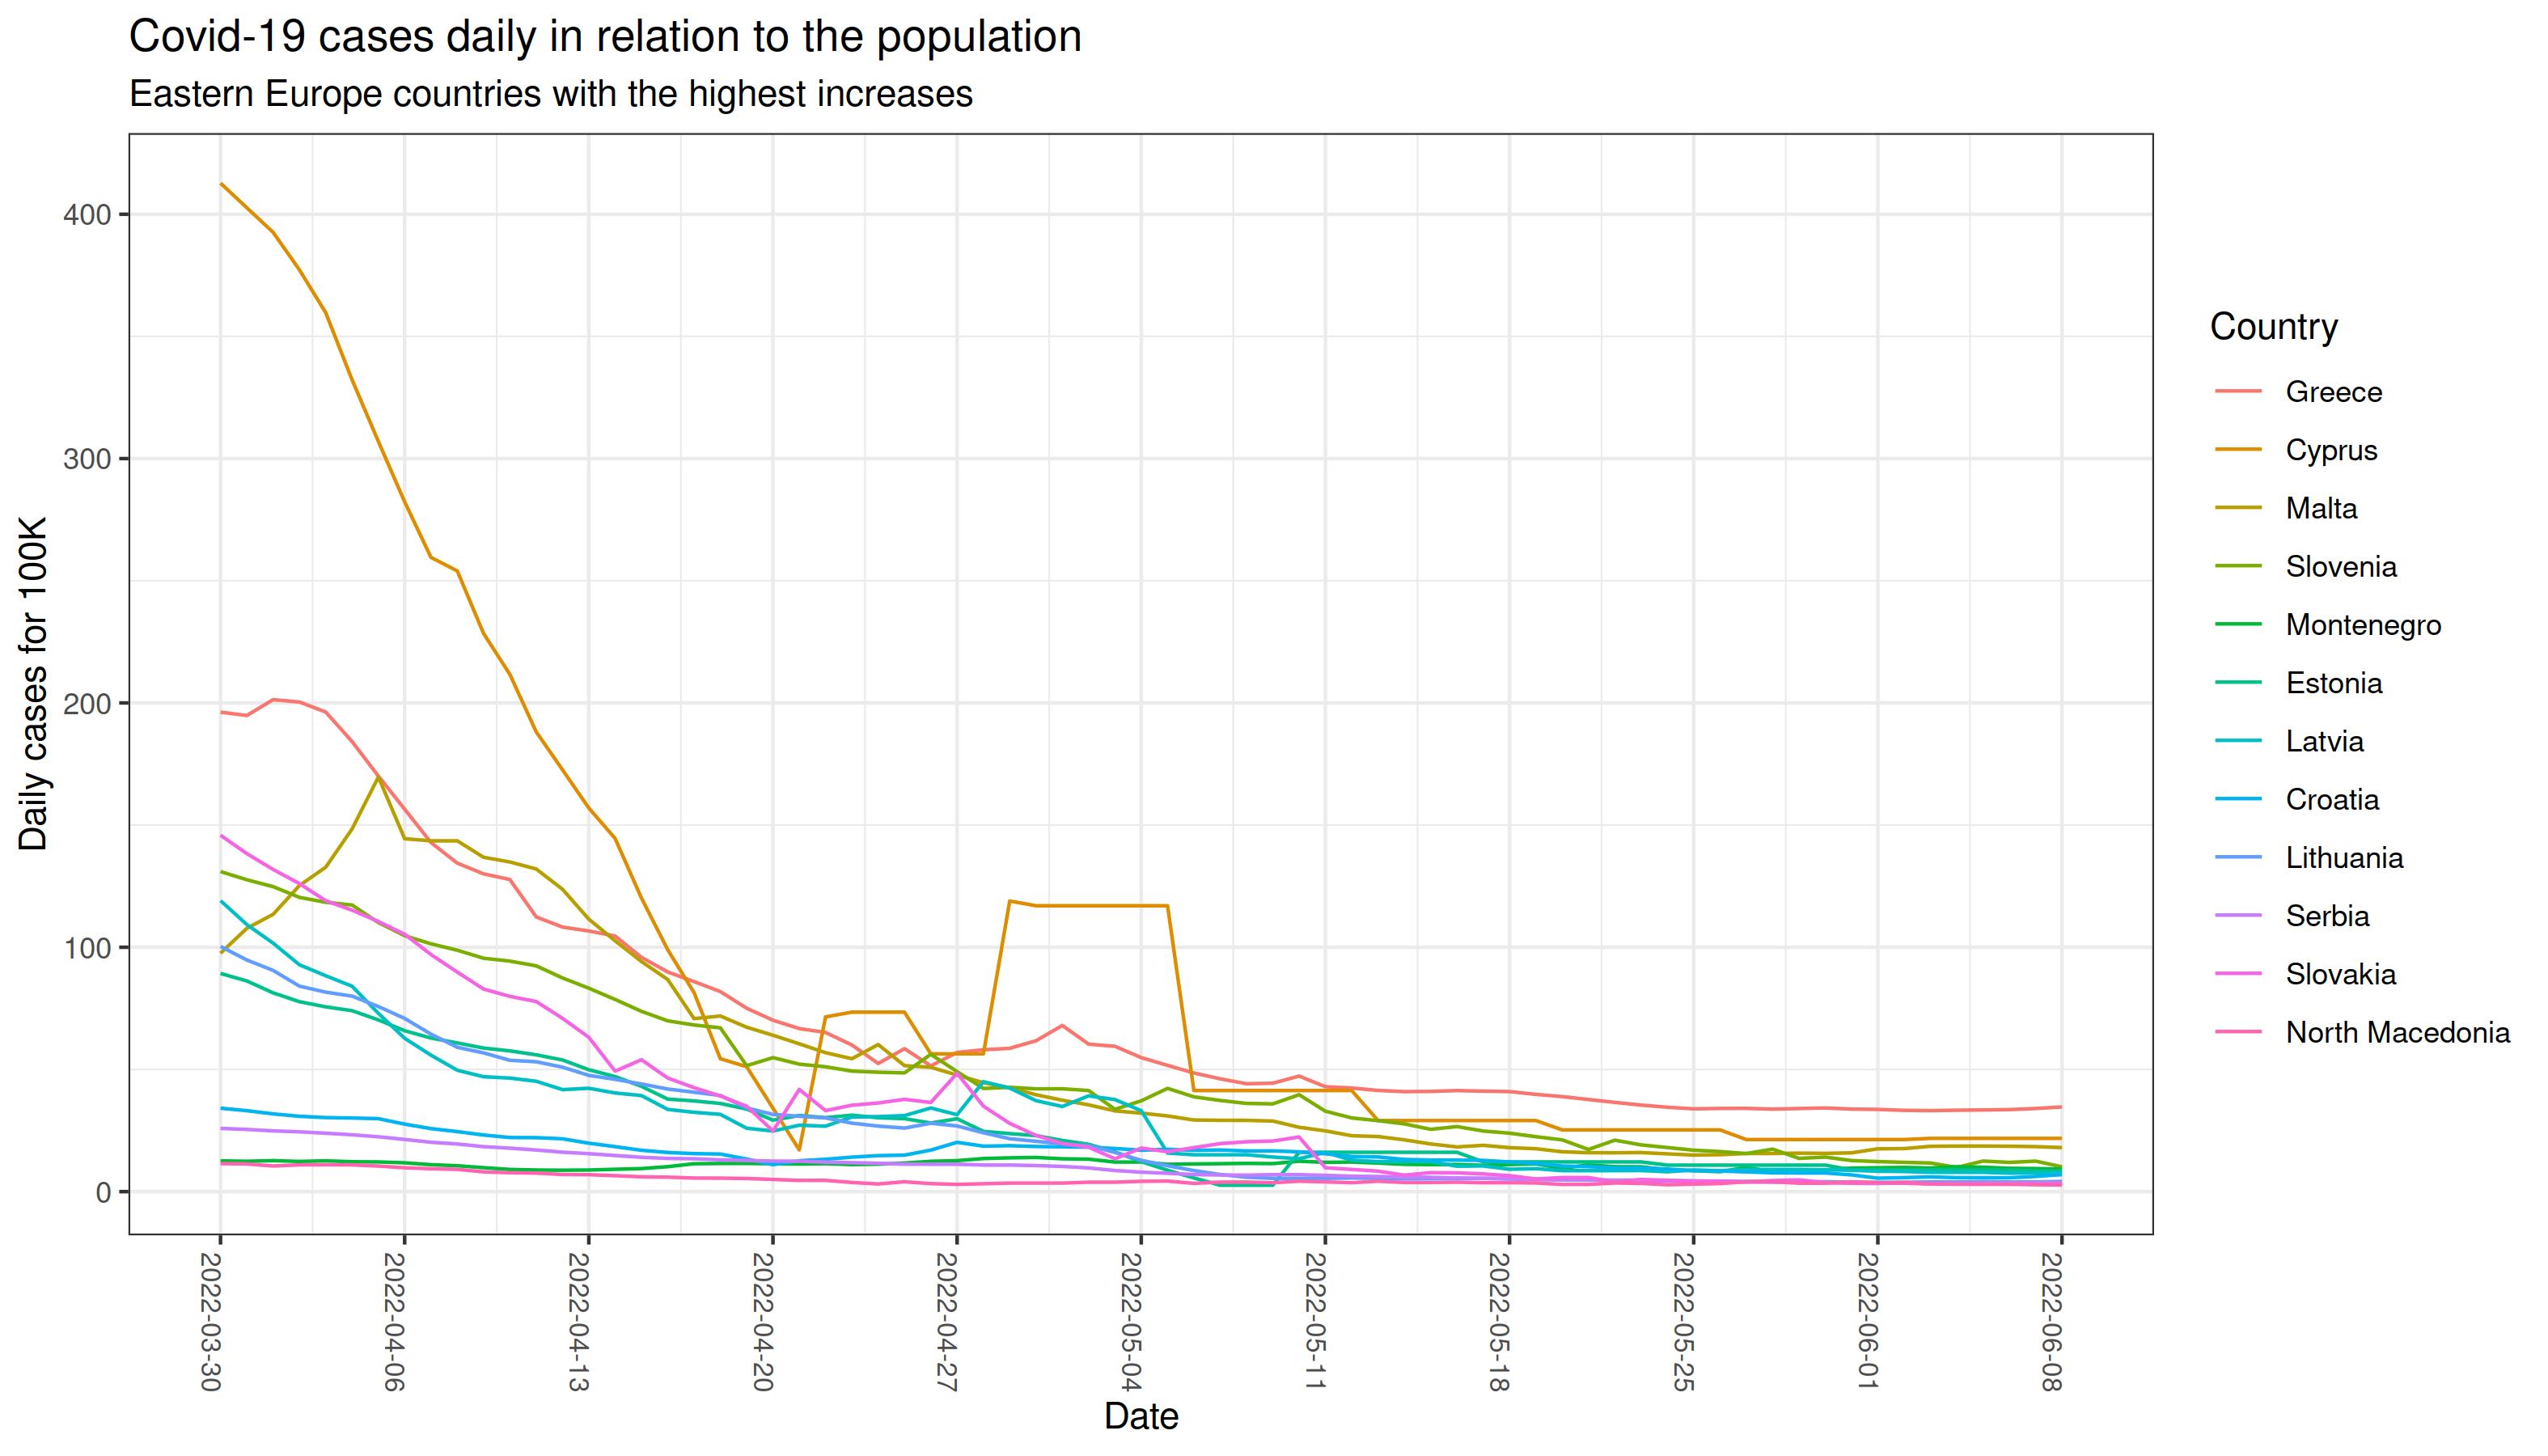 Covid-19 cases daily in relation to the population
Eastern Europe countries with the highest increases
Daily cases for 100K
400
300
200
100
0
2022-03-30
2022-04-06
2022-04-13
2022-04-20
2022-04-27
2022-05-04
2022-05-11
2022-05-18
2022-05-25
2022-06-01
2022-06-08
Date
Country
Greece
Cyprus
Malta
Slovenia
Montenegro
Estonia
Latvia
Croatia
Lithuania
Serbia
Slovakia
North Macedonia